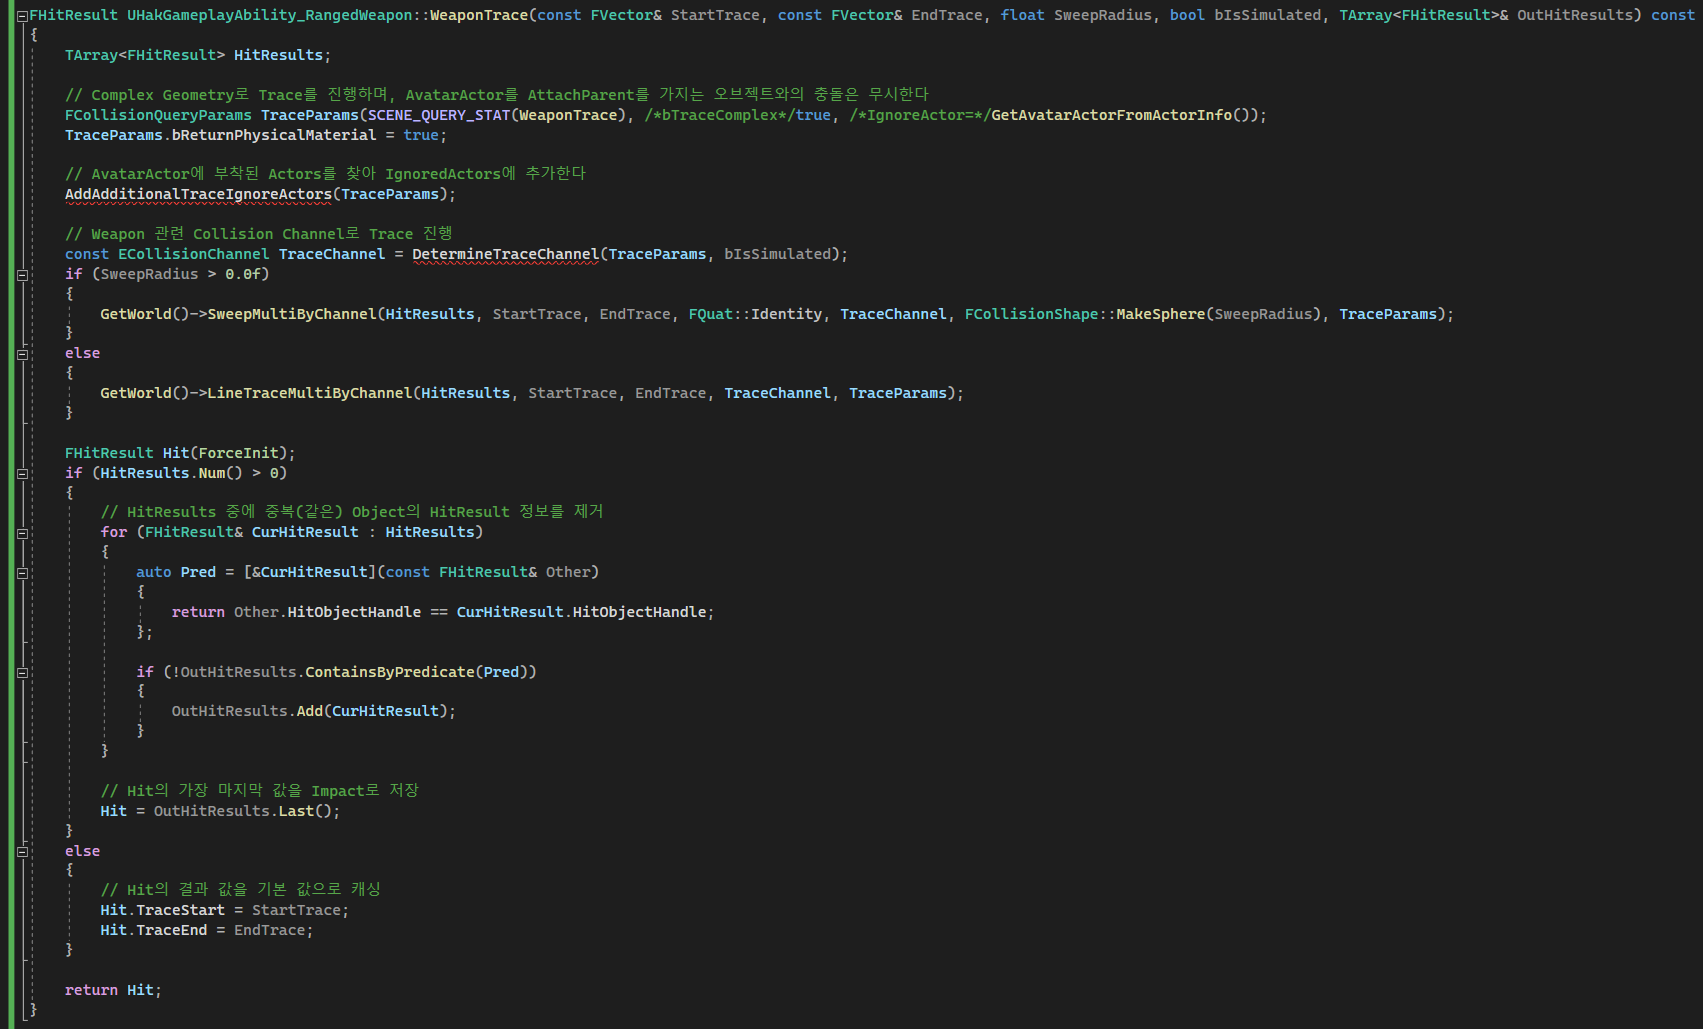 FHitResult UHakGameplayAbility_RangedWeapon::WeaponTrace(const FVector& StartTrace, const FVector& EndTrace, float SweepRadius, bool bIsSimulated, TArray<FHitResult>& OutHitResults) const
{
    TArray<FHitResult> HitResults;

    // Complex Geometry로 Trace를 진행하며, AvatarActor를 AttachParent를 가지는 오브젝트와의 충돌은 무시한다
    FCollisionQueryParams TraceParams(SCENE_QUERY_STAT(WeaponTrace), /*bTraceComplex*/true, /*IgnoreActor=*/GetAvatarActorFromActorInfo());
    TraceParams.bReturnPhysicalMaterial = true;

    // AvatarActor에 부착된 Actors를 찾아 IgnoredActors에 추가한다
    AddAdditionalTraceIgnoreActors(TraceParams);

    // Weapon 관련 Collision Channel로 Trace 진행
    const ECollisionChannel TraceChannel = DetermineTraceChannel(TraceParams, bIsSimulated);
    if (SweepRadius > 0.0f)
    {
        GetWorld()->SweepMultiByChannel(HitResults, StartTrace, EndTrace, FQuat::Identity, TraceChannel, FCollisionShape::MakeSphere(SweepRadius), TraceParams);
    }
    else
    {
        GetWorld()->LineTraceMultiByChannel(HitResults, StartTrace, EndTrace, TraceChannel, TraceParams);
    }

    FHitResult Hit(ForceInit);
    if (HitResults.Num() > 0)
    {
        // HitResults 중에 중복(같은) Object의 HitResult 정보를 제거
        for (FHitResult& CurHitResult : HitResults)
        {
            auto Pred = [&CurHitResult](const FHitResult& Other)
            {
                return Other.HitObjectHandle == CurHitResult.HitObjectHandle;
            };

            if (!OutHitResults.ContainsByPredicate(Pred))
            {
                OutHitResults.Add(CurHitResult);
            }
        }

        // Hit의 가장 마지막 값을 Impact로 저장
        Hit = OutHitResults.Last();
    }
    else
    {
        // Hit의 결과 값을 기본 값으로 캐싱
        Hit.TraceStart = StartTrace;
        Hit.TraceEnd = EndTrace;
    }

    return Hit;
}